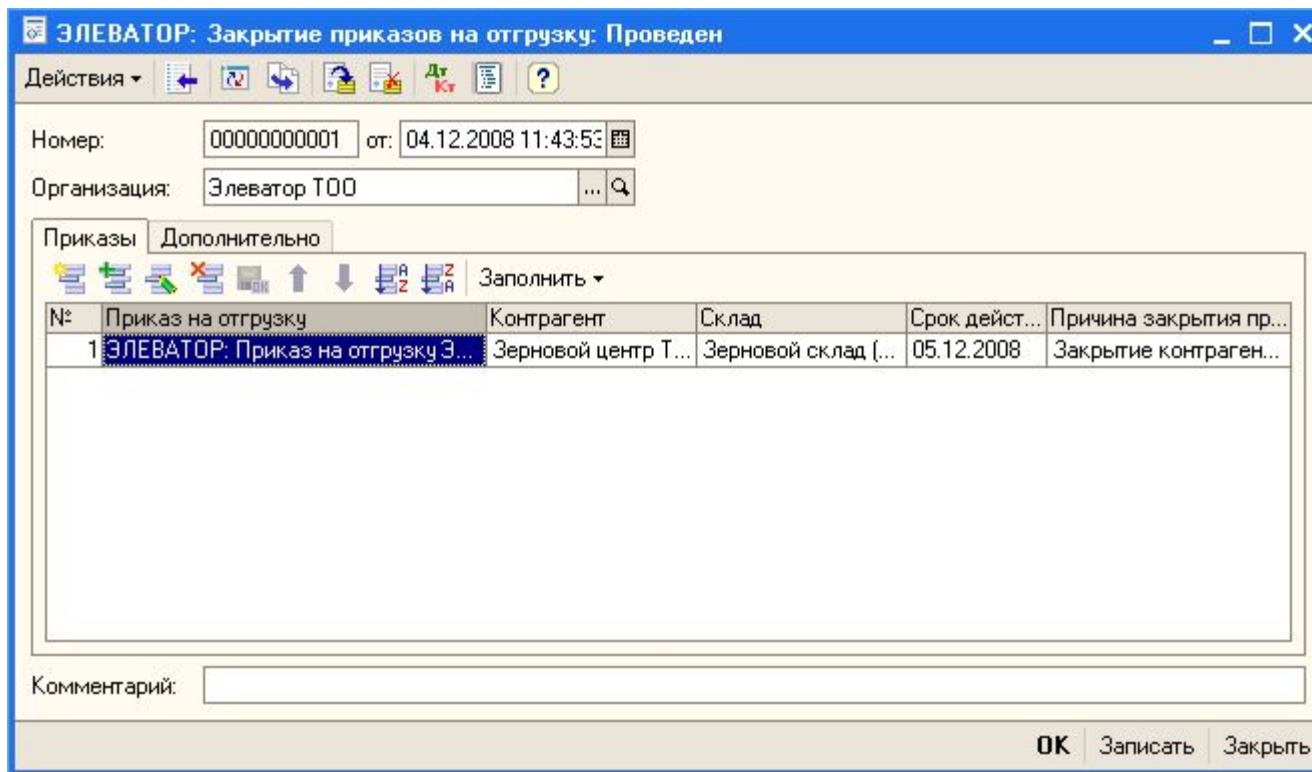 ЭЛЕВАТОР: Закрытие приказов на отгрузку: Проведен
Действия Дт Кт ?
Номер: 00000000001 от: 04.12.2008 11:43:53
Организация: Элеватор ТОО ...
Приказы Дополнительно
Заполнить
№ Приказ на отгрузку Контрагент Склад Срок дейст... Причина закрытия пр...
1 ЭЛЕВАТОР: Приказ на отгрузку Э... Зерновой центр Т... Зерновой склад (... 05.12.2008 Закрытие контраген...
Комментарий:
OK Записать Закрыть